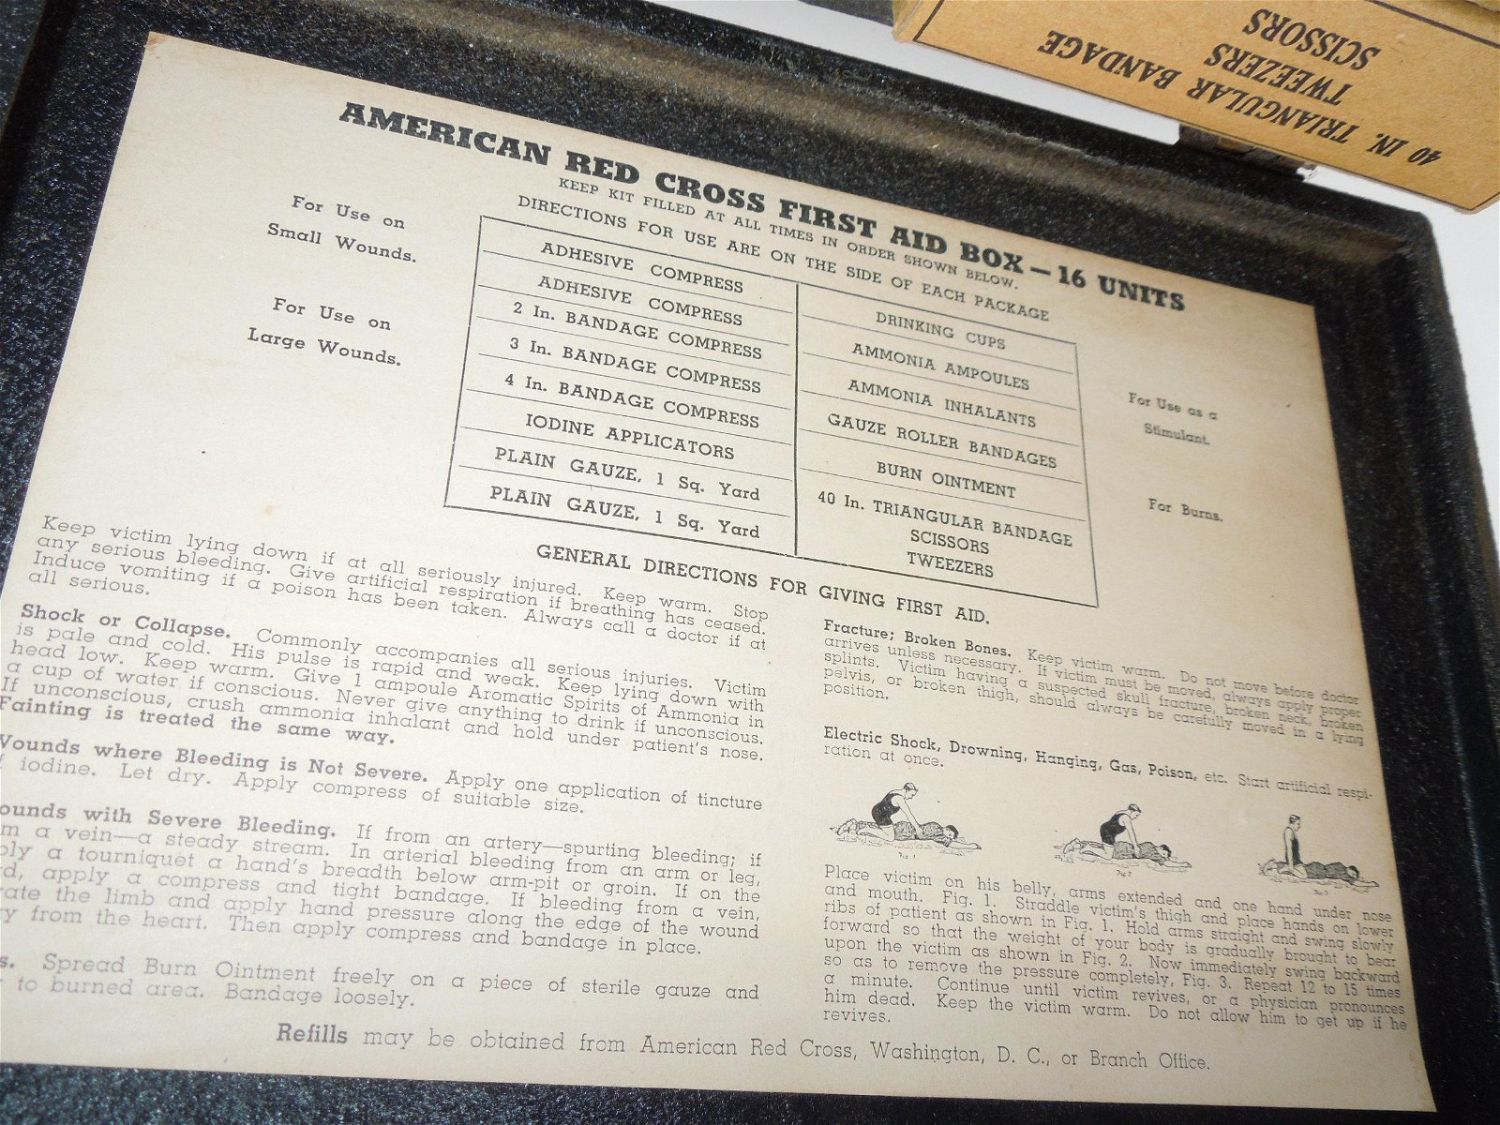 40 IN. TRIANGULAR BANDAGE
TWEEZERS
SCISSORS
AMERICAN RED CROSS FIRST AID BOX — 16 UNITS
KEEP KIT FILLED AT ALL TIMES IN ORDER SHOWN BELOW.
DIRECTIONS FOR USE ARE ON THE SIDE OF EACH PACKAGE
For Use on
Small Wounds.
For Use on
Large Wounds.
ADHESIVE COMPRESS
ADHESIVE COMPRESS
2 In. BANDAGE COMPRESS
3 In. BANDAGE COMPRESS
4 In. BANDAGE COMPRESS
IODINE APPLICATORS
PLAIN GAUZE, 1 Sq. Yard
PLAIN GAUZE, 1 Sq. Yard
DRINKING CUPS
AMMONIA AMPOULES
AMMONIA INHALANTS
GAUZE ROLLER BANDAGES
BURN OINTMENT
40 In. TRIANGULAR BANDAGE
SCISSORS
TWEEZERS
For Use as a
Stimulant.
For Burns.
GENERAL DIRECTIONS FOR GIVING FIRST AID.
Keep victim lying down if at all seriously injured. Keep warm. Stop
any serious bleeding. Give artificial respiration if breathing has ceased.
Induce vomiting if a poison has been taken. Always call a doctor if at
all serious.
Shock or Collapse. Commonly accompanies all serious injuries. Victim
is pale and cold. His pulse is rapid and weak. Keep lying down with
head low. Keep warm. Give 1 ampoule Aromatic Spirits of Ammonia in
a cup of water if conscious. Never give anything to drink if unconscious.
If unconscious, crush ammonia inhalant and hold under patient's nose.
Fainting is treated the same way.
Wounds where Bleeding is Not Severe. Apply one application of tincture
iodine. Let dry. Apply compress of suitable size.
ounds with Severe Bleeding. If from an artery—spurting bleeding; if
m a vein—a steady stream. In arterial bleeding from an arm or leg,
ply a tourniquet a hand's breadth below arm-pit or groin. If on the
d, apply a compress and tight bandage. If bleeding from a vein,
ate the limb and apply hand pressure along the edge of the wound
y from the heart. Then apply compress and bandage in place.
s. Spread Burn Ointment freely on a piece of sterile gauze and
to burned area. Bandage loosely.
Fracture; Broken Bones. Keep victim warm. Do not move before doctor
arrives unless necessary. If victim must be moved, always apply proper
splints. Victim having a suspected skull fracture, broken neck, broken
pelvis, or broken thigh, should always be carefully moved in a lying
position.
Electric Shock, Drowning, Hanging, Gas, Poison, etc. Start artificial respi-
ration at once.
Fig. 1
Fig. 2
Fig. 3
Place victim on his belly, arms extended and one hand under nose
and mouth. Fig. 1. Straddle victim's thigh and place hands on lower
ribs of patient as shown in Fig. 1. Hold arms straight and swing slowly
forward so that the weight of your body is gradually brought to bear
upon the victim as shown in Fig. 2. Now immediately swing backward
so as to remove the pressure completely, Fig. 3. Repeat 12 to 15 times
a minute. Continue until victim revives, or a physician pronounces
him dead. Keep the victim warm. Do not allow him to get up if he
revives.
Refills may be obtained from American Red Cross, Washington, D. C., or Branch Office.